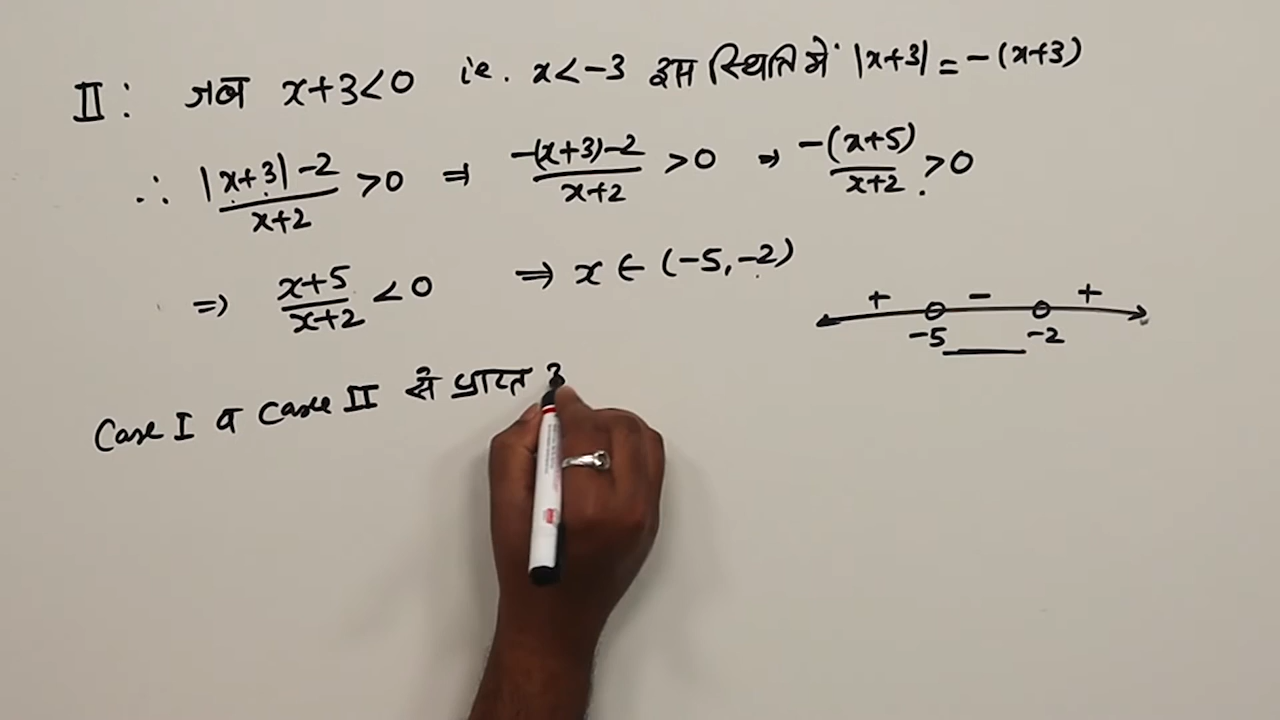 II : जब x+3<0 i.e. x<-3 इस स्थिति में |x+3| = -(x+3)
∴ |x+3|-2/x+2 >0 ⇒ -(x+3)-2/x+2 >0 ⇒ -(x+5)/x+2 >0
⇒ x+5/x+2 <0 ⇒ x ∈ (-5,-2)
+ - +
-5 -2
Case I व Case II से प्राप्त